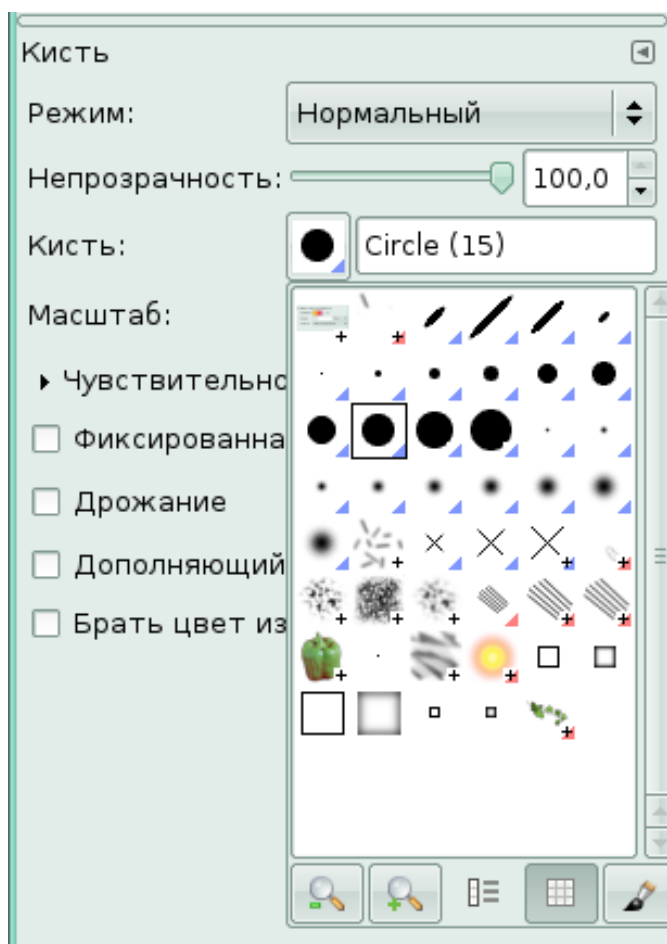 Кисть
Режим: Нормальный
Непрозрачность: 100,0
Кисть: Circle (15)
Масштаб:
Чувствительно
Фиксированна
Дрожание
Дополняющий
Брать цвет из